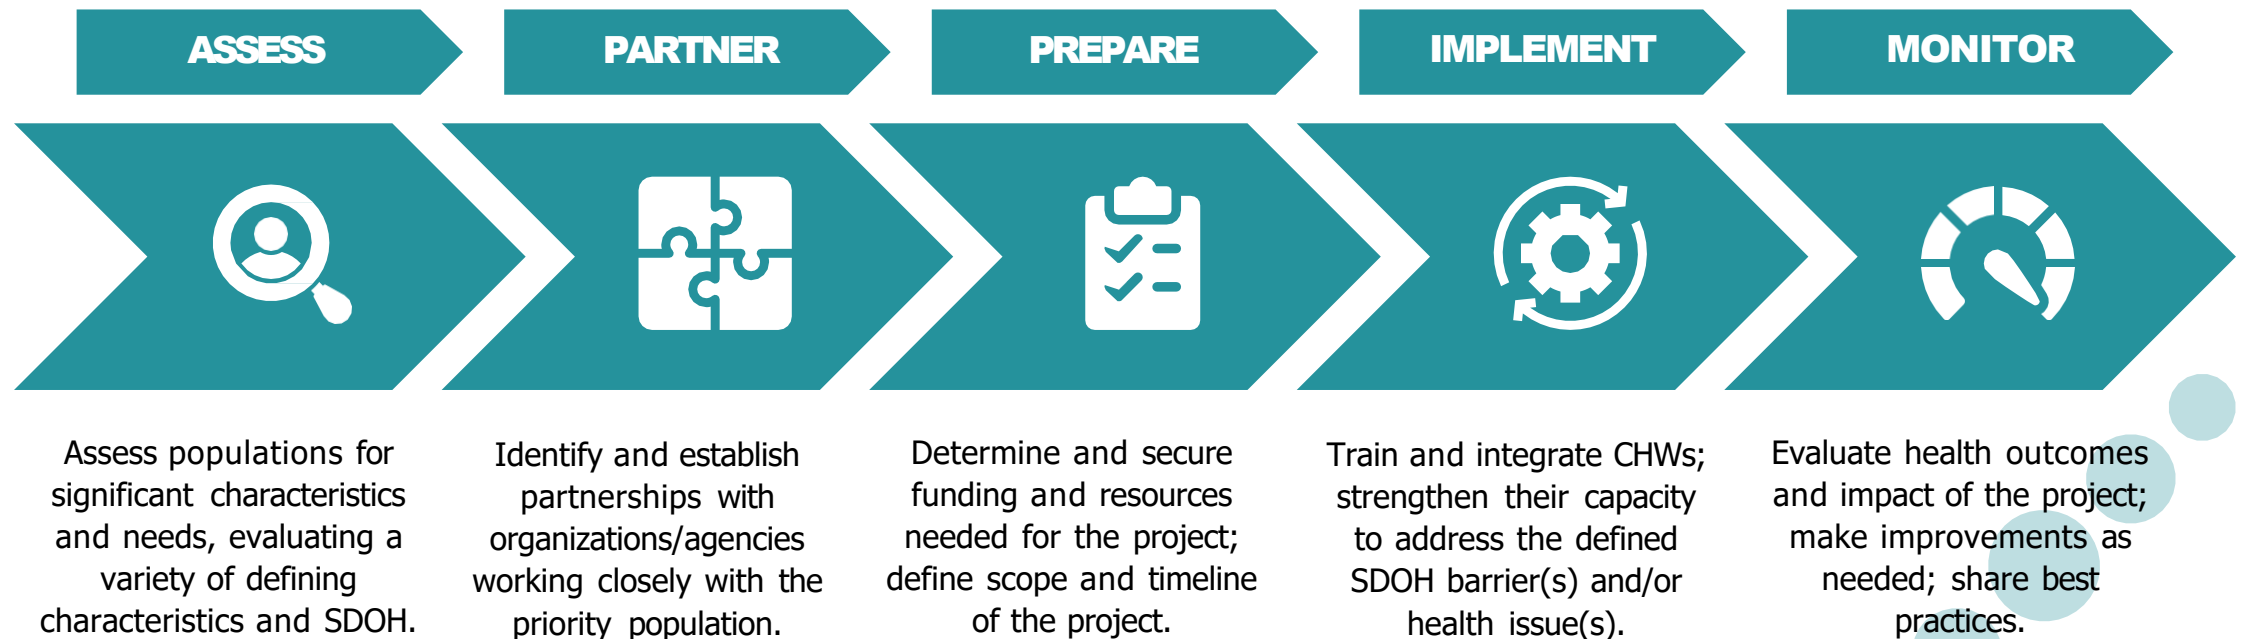 ASSESS
PARTNER
PREPARE
IMPLEMENT
MONITOR
Assess populations for
significant characteristics
and needs, evaluating a
variety of defining
characteristics and SDOH.
Identify and establish
partnerships with
organizations/agencies
working closely with the
priority population.
Determine and secure
funding and resources
needed for the project;
define scope and timeline
of the project.
Train and integrate CHWs;
strengthen their capacity
to address the defined
SDOH barrier(s) and/or
health issue(s).
Evaluate health outcomes
and impact of the project;
make improvements as
needed; share best
practices.